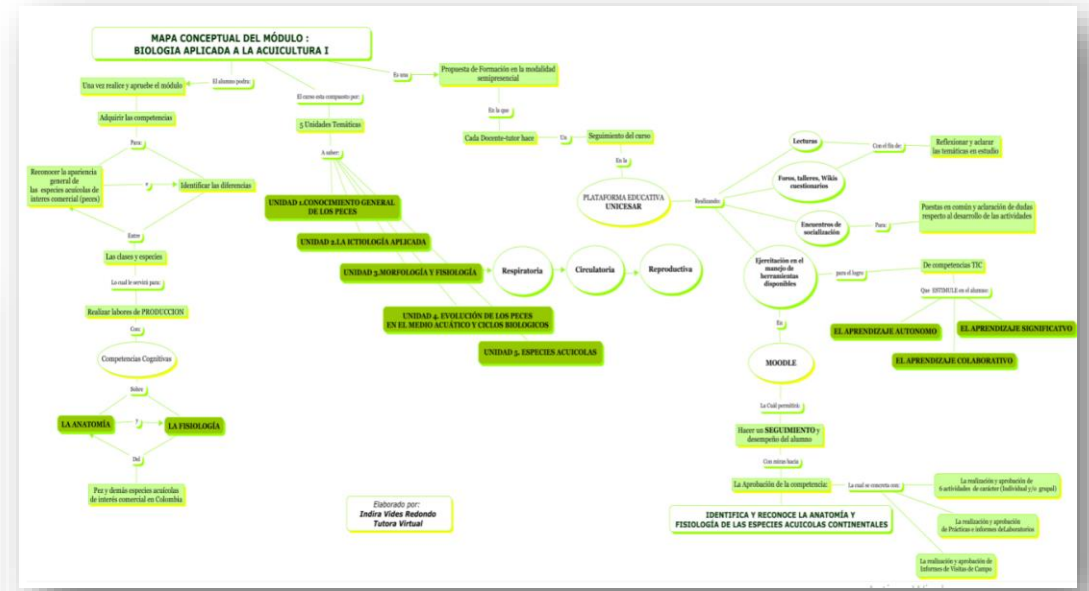 MAPA CONCEPTUAL DEL MÓDULO :
BIOLOGIA APLICADA A LA ACUICULTURA I
El alumno podra:
Una vez realice y apruebe el módulo
Adquirir las competencias
Para:
Reconocer la apariencia
general de
las especies acuícolas de
interes comercial (peces)
y
Identificar las diferencias
Entre
Las clases y especies
Lo cual le servirá para:
Realizar labores de PRODUCCION
Con:
Competencias Cognitivas
Sobre
LA ANATOMÍA
Y
LA FISIOLOGÍA
Del
Pez y demás especies acuícolas
de interés comercial en Colombia
El curso esta compuesto por:
5 Unidades Temáticas
A saber:
UNIDAD 1.CONOCIMIENTO GENERAL
DE LOS PECES
UNIDAD 2.LA ICTIOLOGÍA APLICADA
UNIDAD 3.MORFOLOGÍA Y FISIOLOGÍA
Respiratoria
Circulatoria
Reproductiva
UNIDAD 4. EVOLUCIÓN DE LOS PECES
EN EL MEDIO ACUÁTICO Y CICLOS BIOLOGICOS
UNIDAD 5. ESPECIES ACUICOLAS
Es una
Propuesta de Formación en la modalidad
semipresencial
En la que
Cada Docente-tutor hace
Un
Seguimiento del curso
En la
PLATAFORMA EDUCATIVA
UNICESAR
Realizando:
Lecturas
Foros, talleres, Wikis
cuestionarios
Con el fin de:
Reflexionar y aclarar
las temáticas en estudio
Encuentros de
socialización
Para
Puestas en común y aclaración de dudas
respecto al desarrollo de las actividades
Ejercitación en el
manejo de
herramientas
disponibles
para el logro:
De competencias TIC
Que ESTIMULE en el alumno:
EL APRENDIZAJE AUTONOMO
EL APRENDIZAJE SIGNIFICATVO
EL APRENDIZAJE COLABORATIVO
En
MOODLE
La Cuál permitirá:
Hacer un SEGUIMIENTO y
desempeño del alumno
Con miras hacia
La Aprobación de la competencia:
IDENTIFICA Y RECONOCE LA ANATOMÍA Y
FISIOLOGÍA DE LAS ESPECIES ACUICOLAS CONTINENTALES
La cual se concreta con:
La realización y aprobación de
6 actividades de carácter (Individual y/o grupal)
La realización y aprobación
de Prácticas e informes deLaboratorios
La realización y aprobación de
Informes de Visitas de Campo
Elaborado por:
Indira Vides Redondo
Tutora Virtual